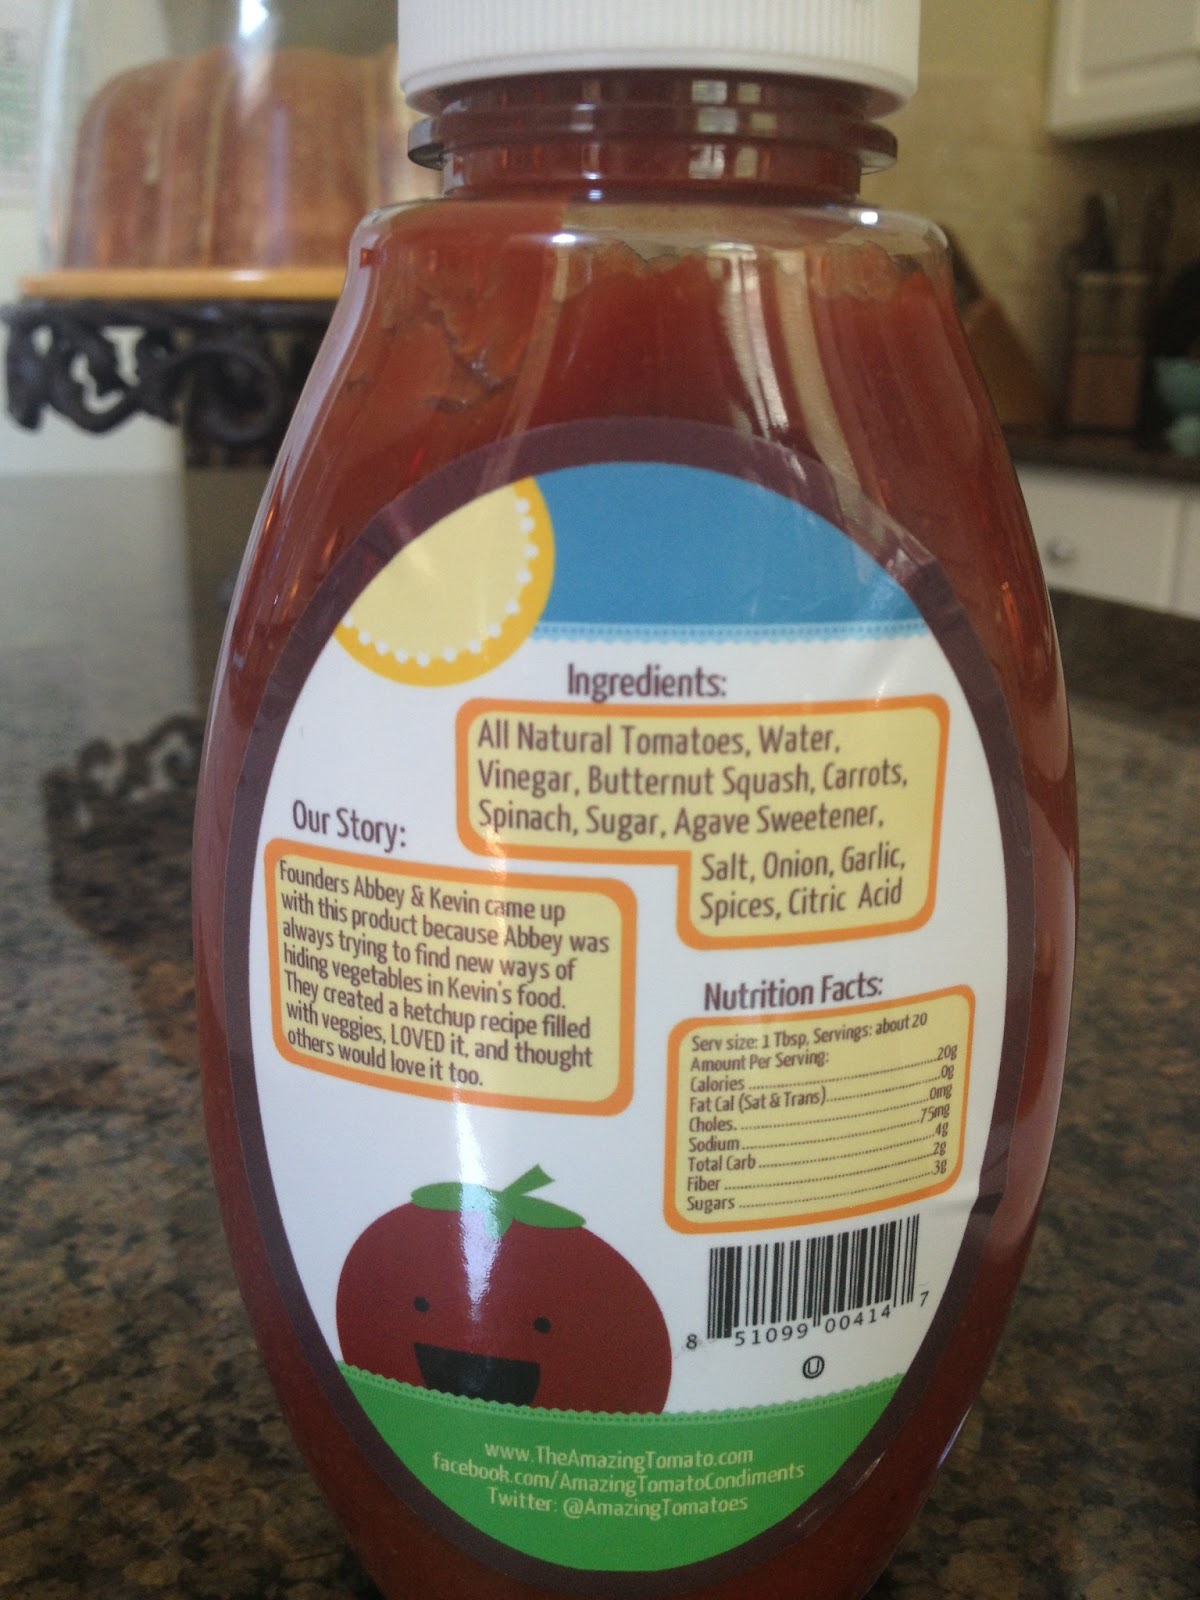 Ingredients:
All Natural Tomatoes, Water,
Vinegar, Butternut Squash, Carrots,
Spinach, Sugar, Agave Sweetener,
Salt, Onion, Garlic,
Spices, Citric Acid
Our Story:
Founders Abbey & Kevin came up
with this product because Abbey was
always trying to find new ways of
hiding vegetables in Kevin's food.
They created a ketchup recipe filled
with veggies, LOVED it, and thought
others would love it too.
Nutrition Facts:
Serv size: 1 Tbsp, Servings: about 20
Amount Per Serving:
Calories ........ 20g
Fat Cal (Sat & Trans) ........ 0g
Choles. ........ 0mg
Sodium ........ 75mg
Total Carb ........ 4g
Fiber ........ 2g
Sugars ........ 3g
8 51099 00414 7
U
www.TheAmazingTomato.com
facebook.com/AmazingTomatoCondiments
Twitter: @AmazingTomatoes